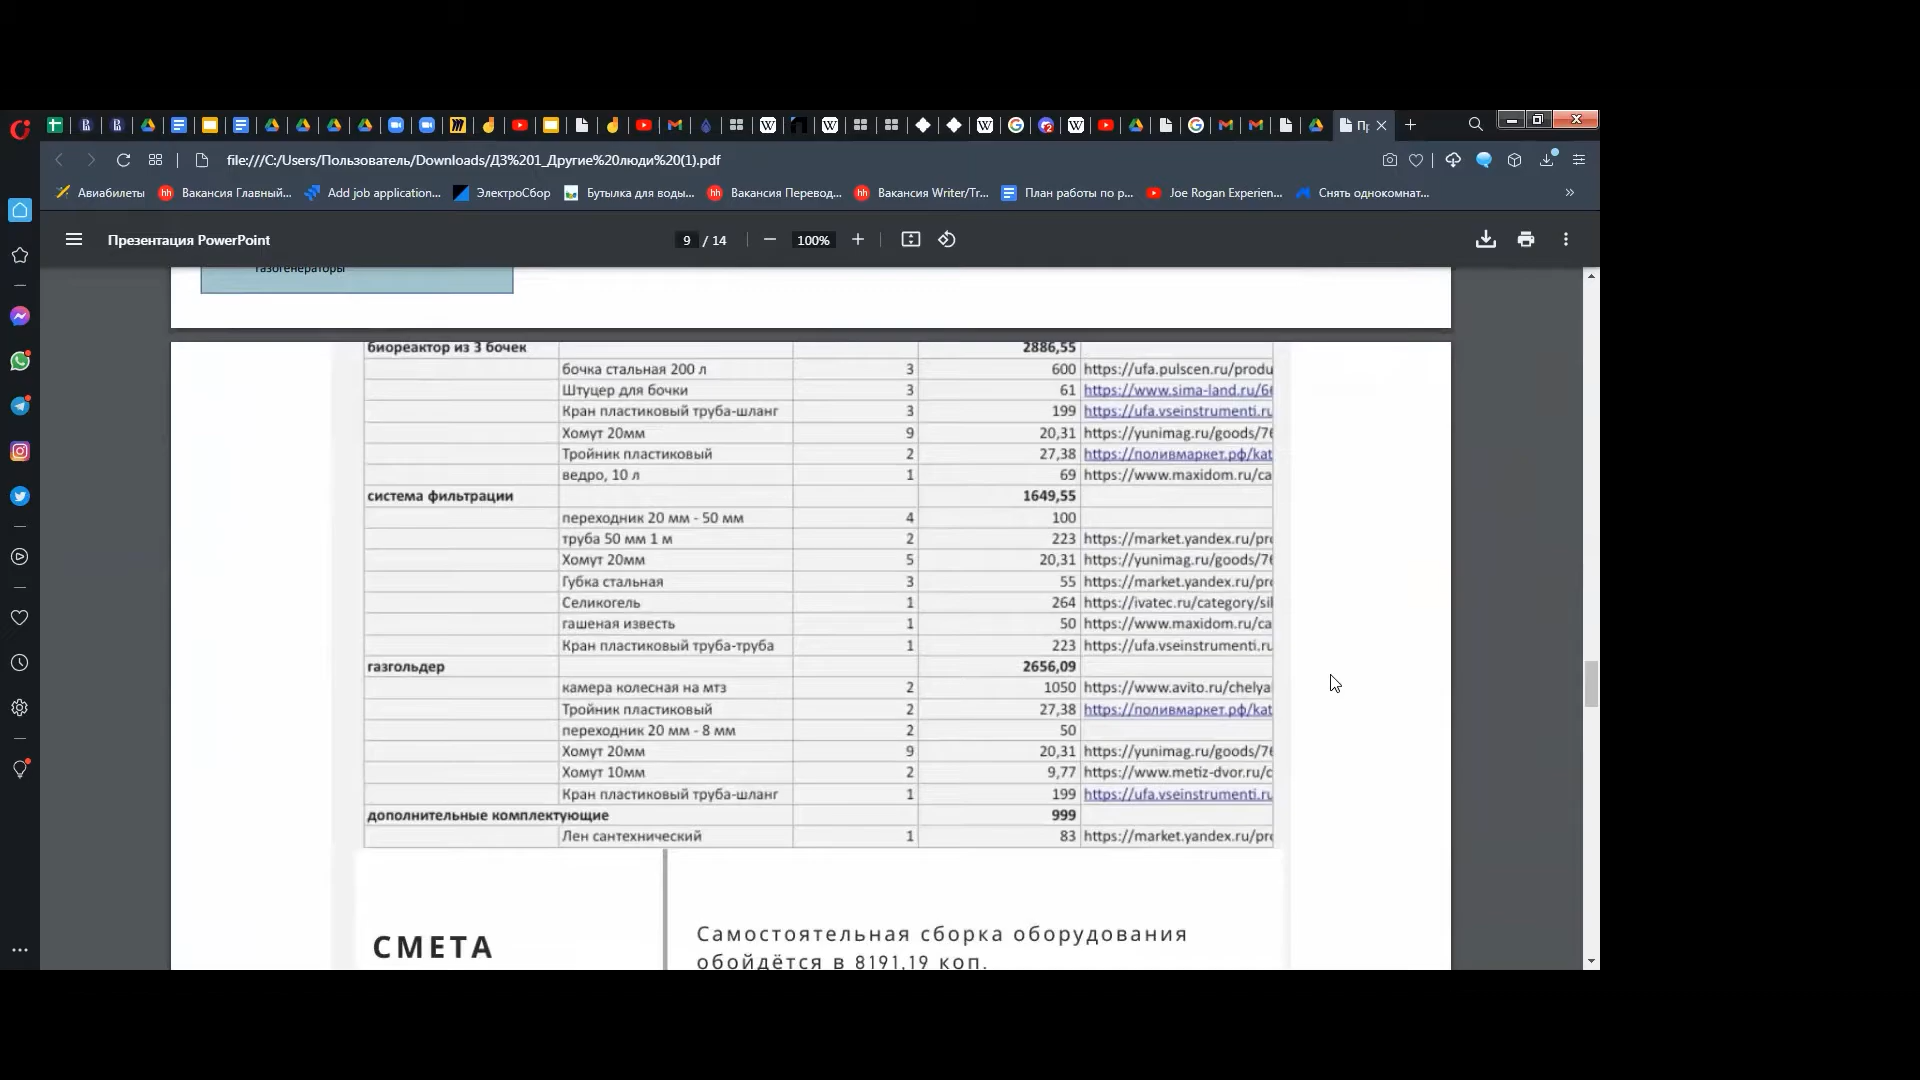 file:///C:/Users/Пользователь/Downloads/ДЗ%201_Другие%20люди%20(1).pdf
Авиабилеты
Вакансия Главный...
Add job application...
ЭлектроСбор
Бутылка для воды...
Вакансия Перевод...
Вакансия Writer/Tr...
План работы по р...
Joe Rogan Experien...
Снять однокомнат...
Презентация PowerPoint
9 / 14
100%
газогенераторы
биореактор из 3 бочек 2886,55
бочка стальная 200 л 3 600 https://ufa.pulscen.ru/produ
Штуцер для бочки 3 61 https://www.sima-land.ru/6
Кран пластиковый труба-шланг 3 199 https://ufa.vseinstrumenti.ru
Хомут 20мм 9 20,31 https://yunimag.ru/goods/76
Тройник пластиковый 2 27,38 https://поливмаркет.рф/kat
ведро, 10 л 1 69 https://www.maxidom.ru/ca
система фильтрации 1649,55
переходник 20 мм - 50 мм 4 100
труба 50 мм 1 м 2 223 https://market.yandex.ru/pro
Хомут 20мм 5 20,31 https://yunimag.ru/goods/76
Губка стальная 3 55 https://market.yandex.ru/pro
Селикогель 1 264 https://ivatec.ru/category/sil
гашеная известь 1 50 https://www.maxidom.ru/ca
Кран пластиковый труба-труба 1 223 https://ufa.vseinstrumenti.ru
газгольдер 2656,09
камера колесная на мтз 2 1050 https://www.avito.ru/chelya
Тройник пластиковый 2 27,38 https://поливмаркет.рф/kat
переходник 20 мм - 8 мм 2 50
Хомут 20мм 9 20,31 https://yunimag.ru/goods/76
Хомут 10мм 2 9,77 https://www.metiz-dvor.ru/c
Кран пластиковый труба-шланг 1 199 https://ufa.vseinstrumenti.ru
дополнительные комплектующие 999
Лен сантехнический 1 83 https://market.yandex.ru/pro
СМЕТА
Самостоятельная сборка оборудования
обойдётся в 8191,19 коп.